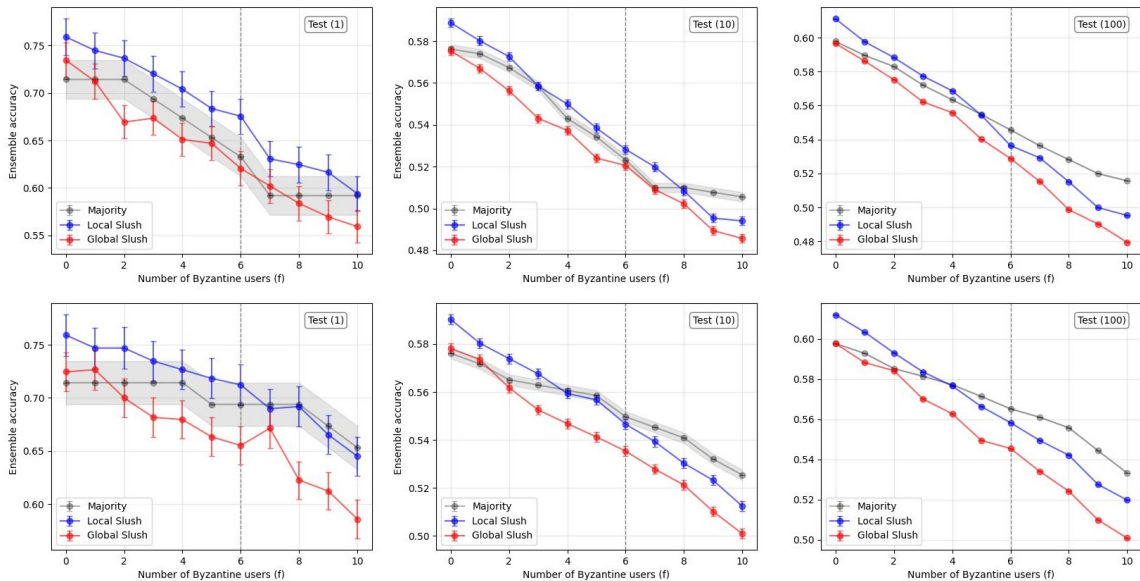 Test (1)
0.75
0.70
0.65
0.60
0.55
Ensemble accuracy
Majority
Local Slush
Global Slush
0 2 4 6 8 10
Number of Byzantine users (f)
Test (10)
0.58
0.56
0.54
0.52
0.50
0.48
Ensemble accuracy
Majority
Local Slush
Global Slush
0 2 4 6 8 10
Number of Byzantine users (f)
Test (100)
0.60
0.58
0.56
0.54
0.52
0.50
0.48
Ensemble accuracy
Majority
Local Slush
Global Slush
0 2 4 6 8 10
Number of Byzantine users (f)
Test (1)
0.75
0.70
0.65
0.60
Ensemble accuracy
Majority
Local Slush
Global Slush
0 2 4 6 8 10
Number of Byzantine users (f)
Test (10)
0.58
0.56
0.54
0.52
0.50
Ensemble accuracy
Majority
Local Slush
Global Slush
0 2 4 6 8 10
Number of Byzantine users (f)
Test (100)
0.60
0.58
0.56
0.54
0.52
0.50
Ensemble accuracy
Majority
Local Slush
Global Slush
0 2 4 6 8 10
Number of Byzantine users (f)